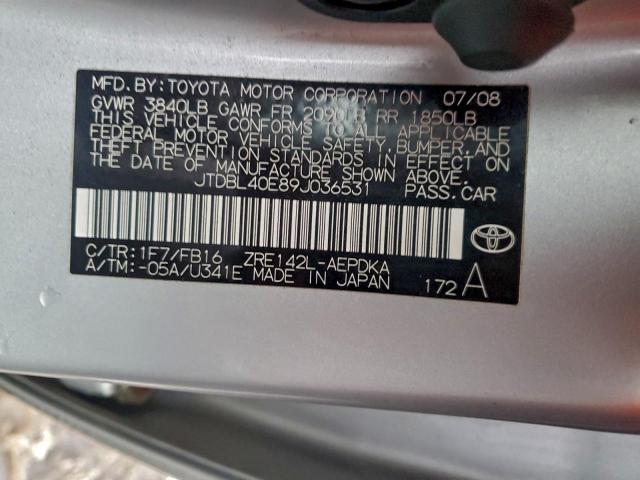 MFD. BY: TOYOTA MOTOR CORPORATION 07/08
GVWR 3840LB GAWR FR 2090LB RR 1850LB
THIS VEHICLE CONFORMS TO ALL APPLICABLE
FEDERAL MOTOR VEHICLE SAFETY, BUMPER, AND
THEFT PREVENTION STANDARDS IN EFFECT ON
THE DATE OF MANUFACTURE SHOWN ABOVE.
JTDBL40E89J036531 PASS. CAR
C/TR: 1F7/FB16 ZRE142L-AEPDKA
A/TM: -05A/U341E MADE IN JAPAN 172 A